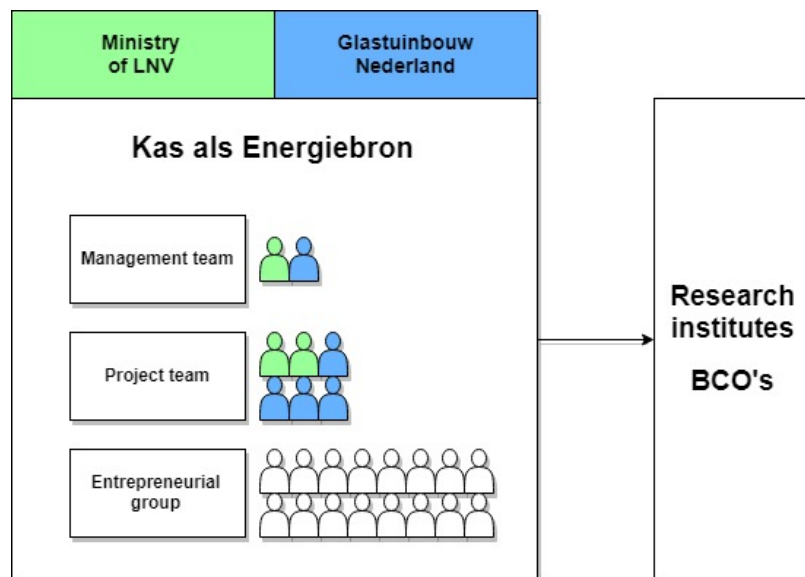 Ministry
of LNV
Glastuinbouw
Nederland
Kas als Energiebron
Management team
Project team
Entrepreneurial
group
Research
institutes
BCO's